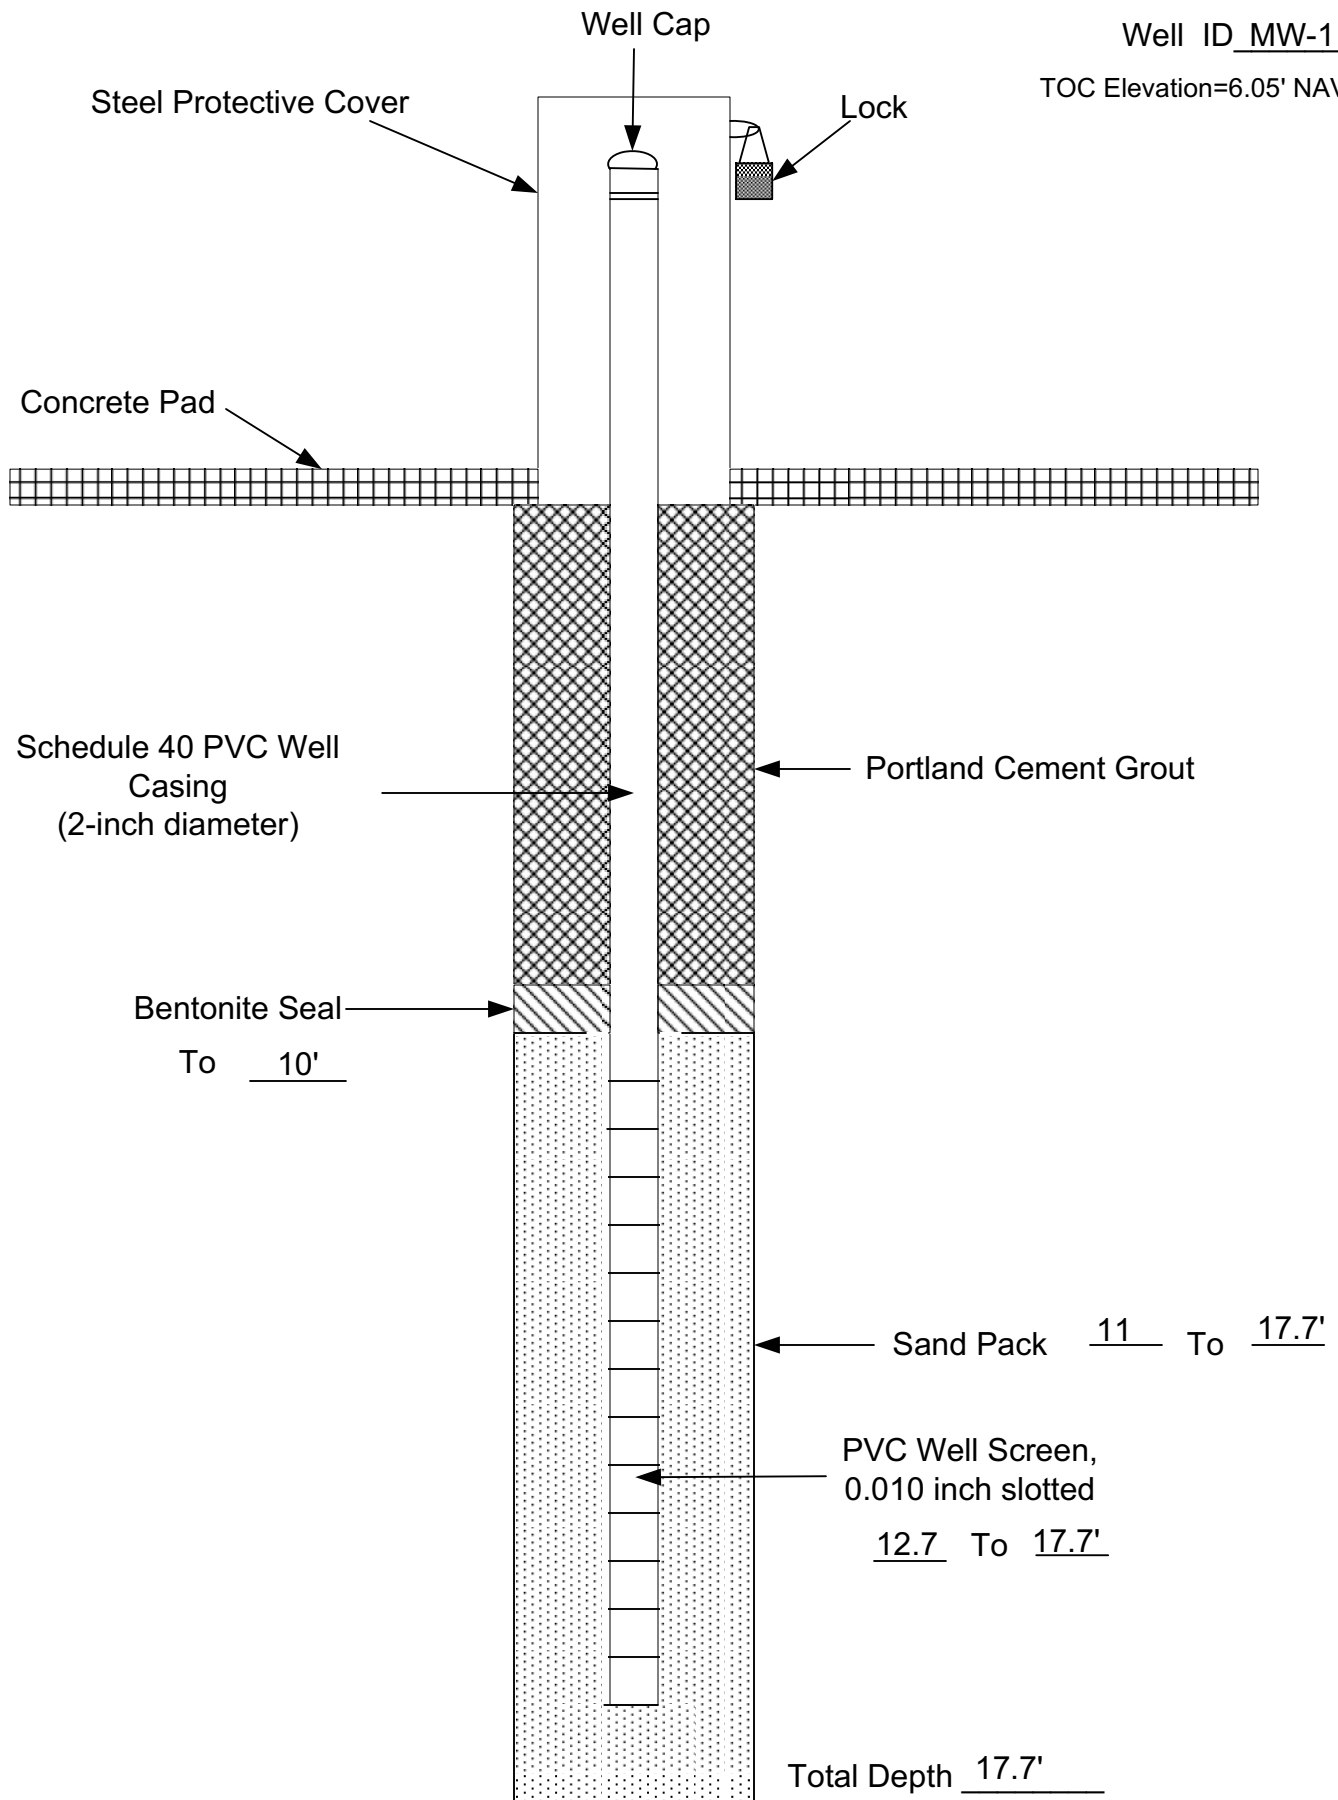 Well Cap
Well ID MW-1
TOC Elevation=6.05' NAV
Steel Protective Cover
Lock
Concrete Pad
Schedule 40 PVC Well
Casing
(2-inch diameter)
Portland Cement Grout
Bentonite Seal
To 10'
Sand Pack 11 To 17.7'
PVC Well Screen,
0.010 inch slotted
12.7 To 17.7'
Total Depth 17.7'